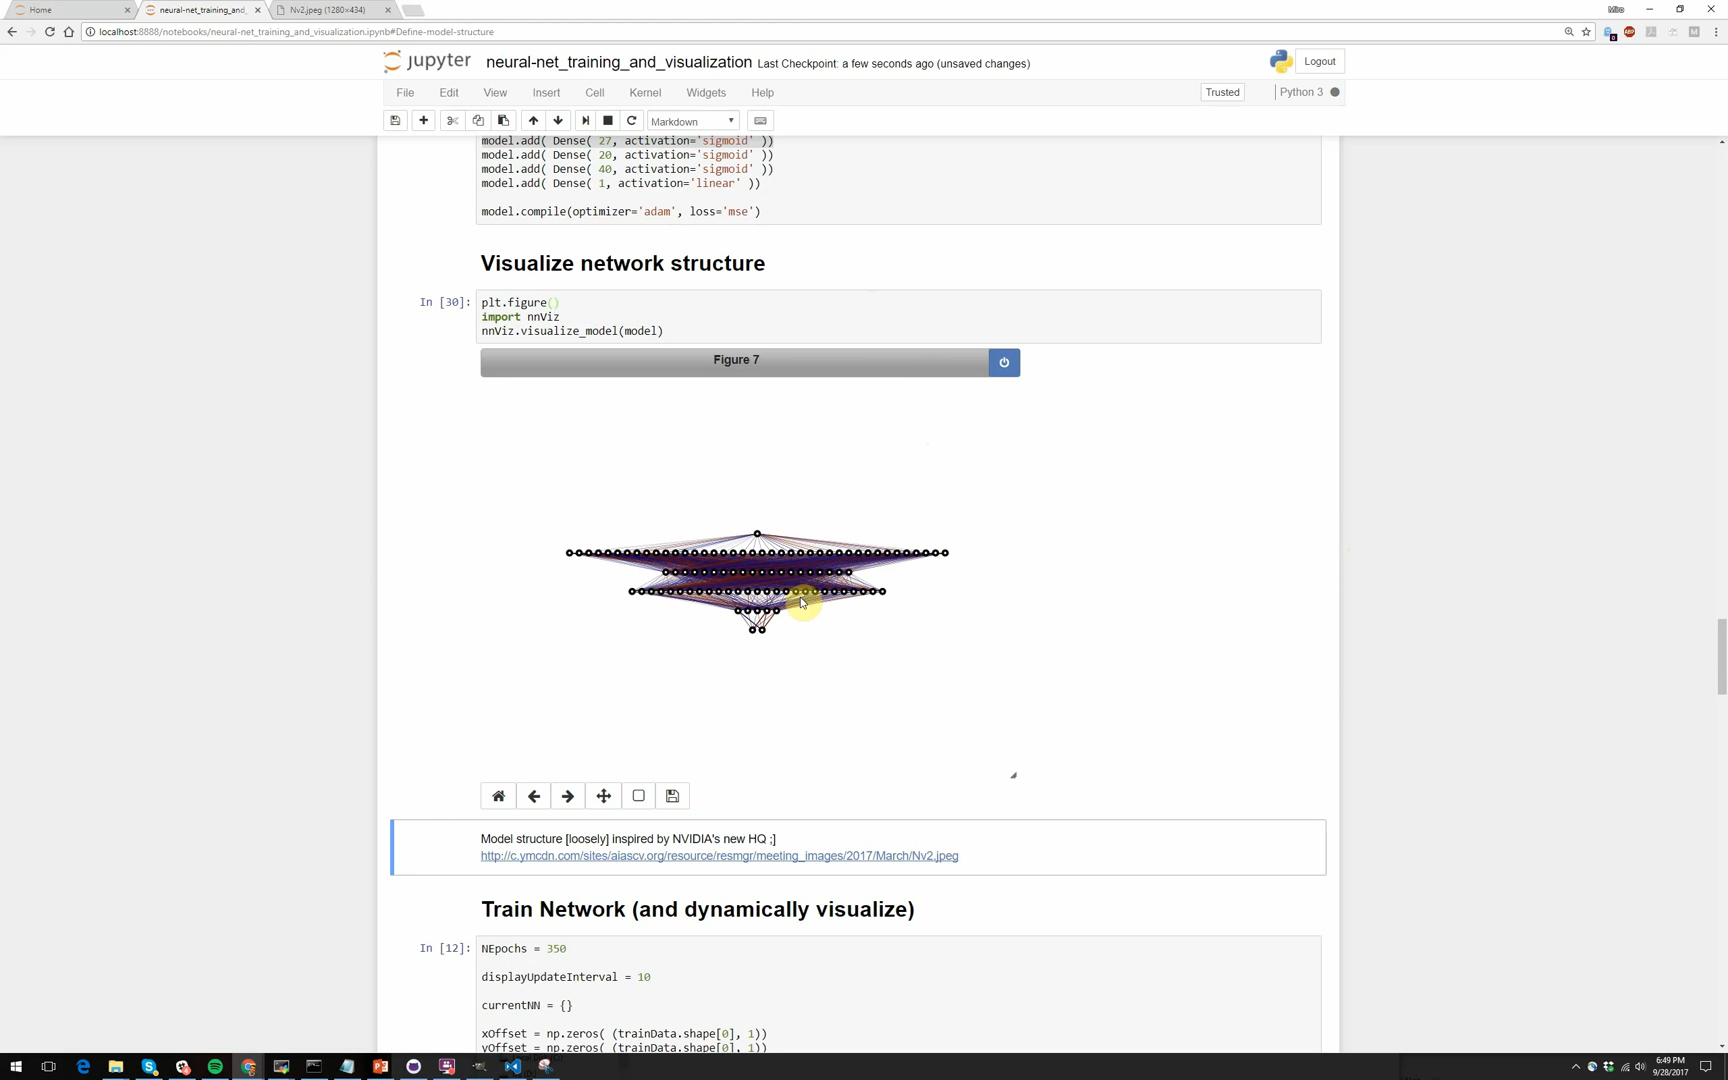 Home
neural-net_training_and_
Nv2.jpeg (1280×434)
Miro
localhost:8888/notebooks/neural-net_training_and_visualization.ipynb#Define-model-structure
jupyter neural-net_training_and_visualization Last Checkpoint: a few seconds ago (unsaved changes)
Logout
File Edit View Insert Cell Kernel Widgets Help
Trusted Python 3
Markdown
model.add( Dense( 27, activation='sigmoid' ))
model.add( Dense( 20, activation='sigmoid' ))
model.add( Dense( 40, activation='sigmoid' ))
model.add( Dense( 1, activation='linear' ))
model.compile(optimizer='adam', loss='mse')
Visualize network structure
In [30]: plt.figure()
import nnViz
nnViz.visualize_model(model)
Figure 7
Model structure [loosely] inspired by NVIDIA's new HQ ;]
http://c.ymcdn.com/sites/aiascv.org/resource/resmgr/meeting_images/2017/March/Nv2.jpeg
Train Network (and dynamically visualize)
In [12]: NEpochs = 350
displayUpdateInterval = 10
currentNN = {}
xOffset = np.zeros( (trainData.shape[0], 1))
yOffset = np.zeros( (trainData.shape[0], 1))
6:49 PM
9/28/2017